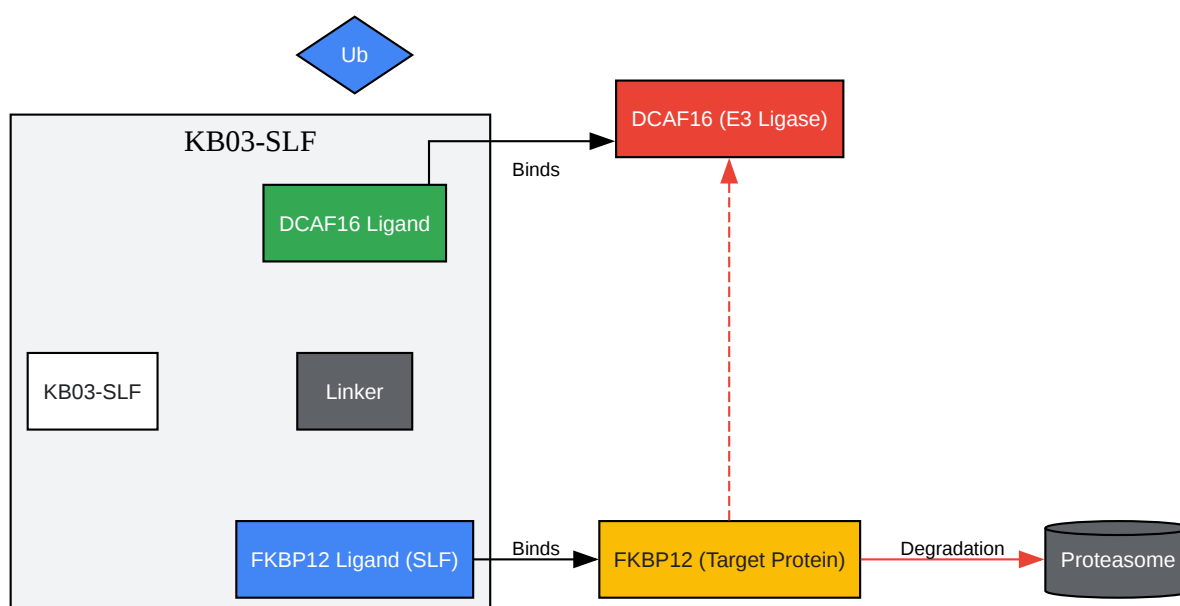 Ub
DCAF16 (E3 Ligase)
KB03-SLF
Binds
DCAF16 Ligand
KB03-SLF
Linker
FKBP12 Ligand (SLF)
Binds
FKBP12 (Target Protein)
Degradation
Proteasome